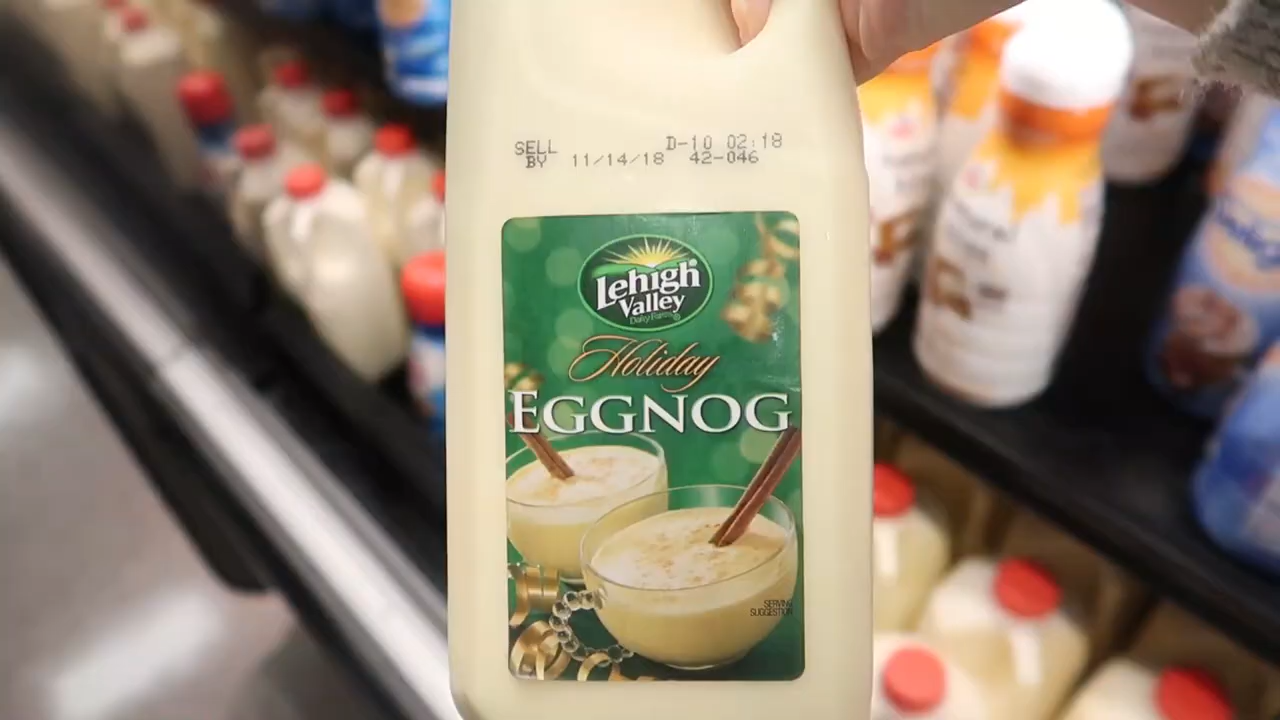 SELL BY 11/14/18
D-10 02:18
42-046
Lehigh
Valley
Dairy Farms
Holiday
EGGNOG
SERVING
SUGGESTION